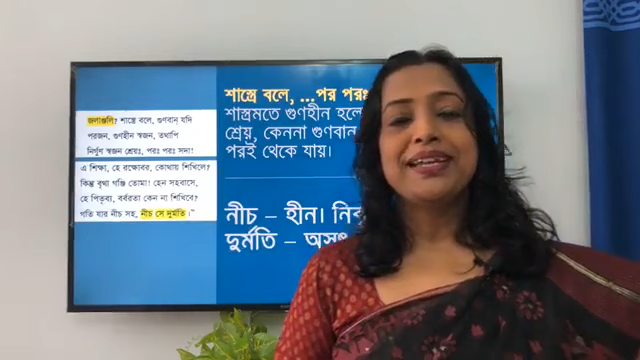 জলাঞ্জলি? শাস্ত্রে বলে, গুণবান্ যদি
পরজন, গুণহীন স্বজন, তথাপি
নির্গুণ স্বজন শ্রেয়ঃ, পরঃ পরঃ সদা!
এ শিক্ষা, হে রক্ষোবর, কোথায় শিখিলে?
কিন্তু বৃথা গঞ্জি তোমা! হেন সহবাসে,
হে পিতৃব্য, বর্বরতা কেন না শিখিবে?
গতি যার নীচ সহ, নীচ সে দুর্মতি।"
শাস্ত্রে বলে, ...পর পরঃ
শাস্ত্রমতে গুণহীন হলে
শ্রেয়, কেননা গুণবান
পরই থেকে যায়।
নীচ – হীন।
দুর্মতি –